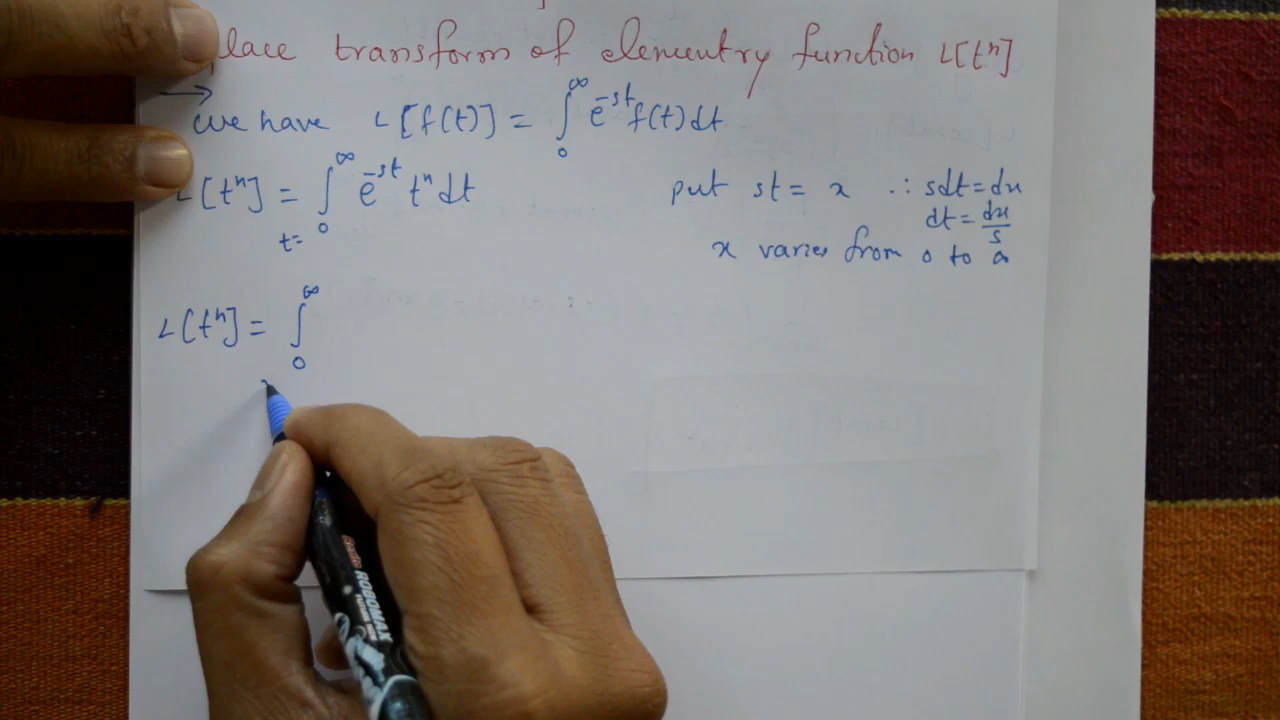 place transform of elementry function L[tⁿ]
we have L[f(t)] = ∫₀^∞ e^-st f(t) dt
L[tⁿ] = ∫₀^∞ e^-st tⁿ dt
t=
put st = x ∴ sdt = dx
dt = dx/s
x varies from 0 to ∞
L[tⁿ] = ∫₀^∞
ROBOMAX